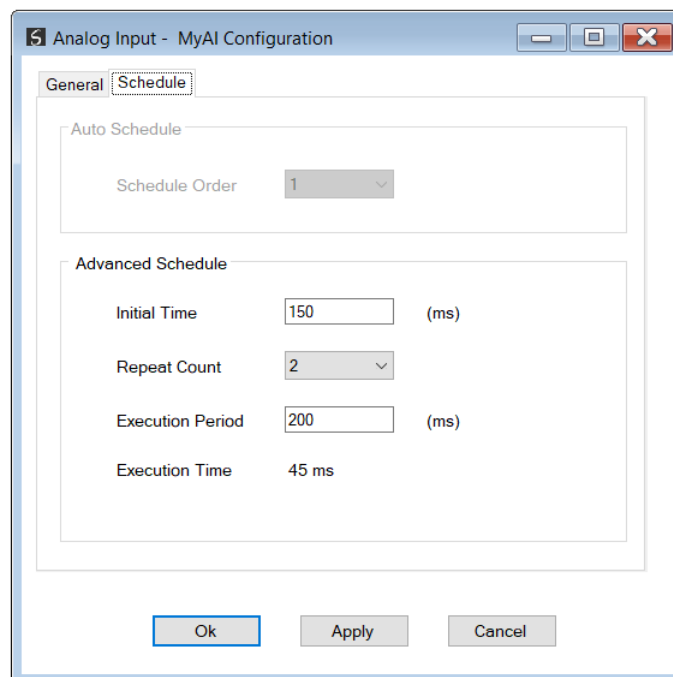 Analog Input - MyAI Configuration
General Schedule
Auto Schedule
Schedule Order 1
Advanced Schedule
Initial Time 150 (ms)
Repeat Count 2
Execution Period 200 (ms)
Execution Time 45 ms
Ok Apply Cancel